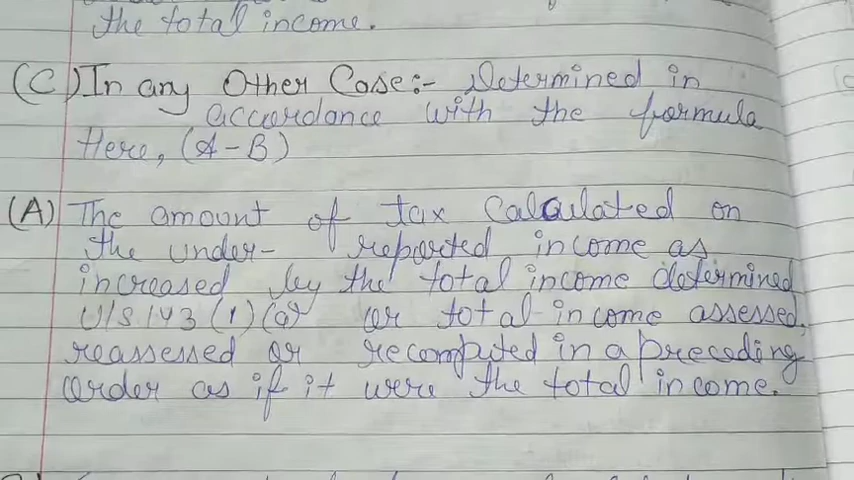 the total income.
(C) In any Other Case:- Determined in
accordance with the formula
Here, (A - B)
(A) The amount of tax Calculated on
the under- reported income as
increased by the total income determined
U/S 143 (1) (a) or total income assessed,
reassessed or recomputed in a preceding
order as if it were the total income.